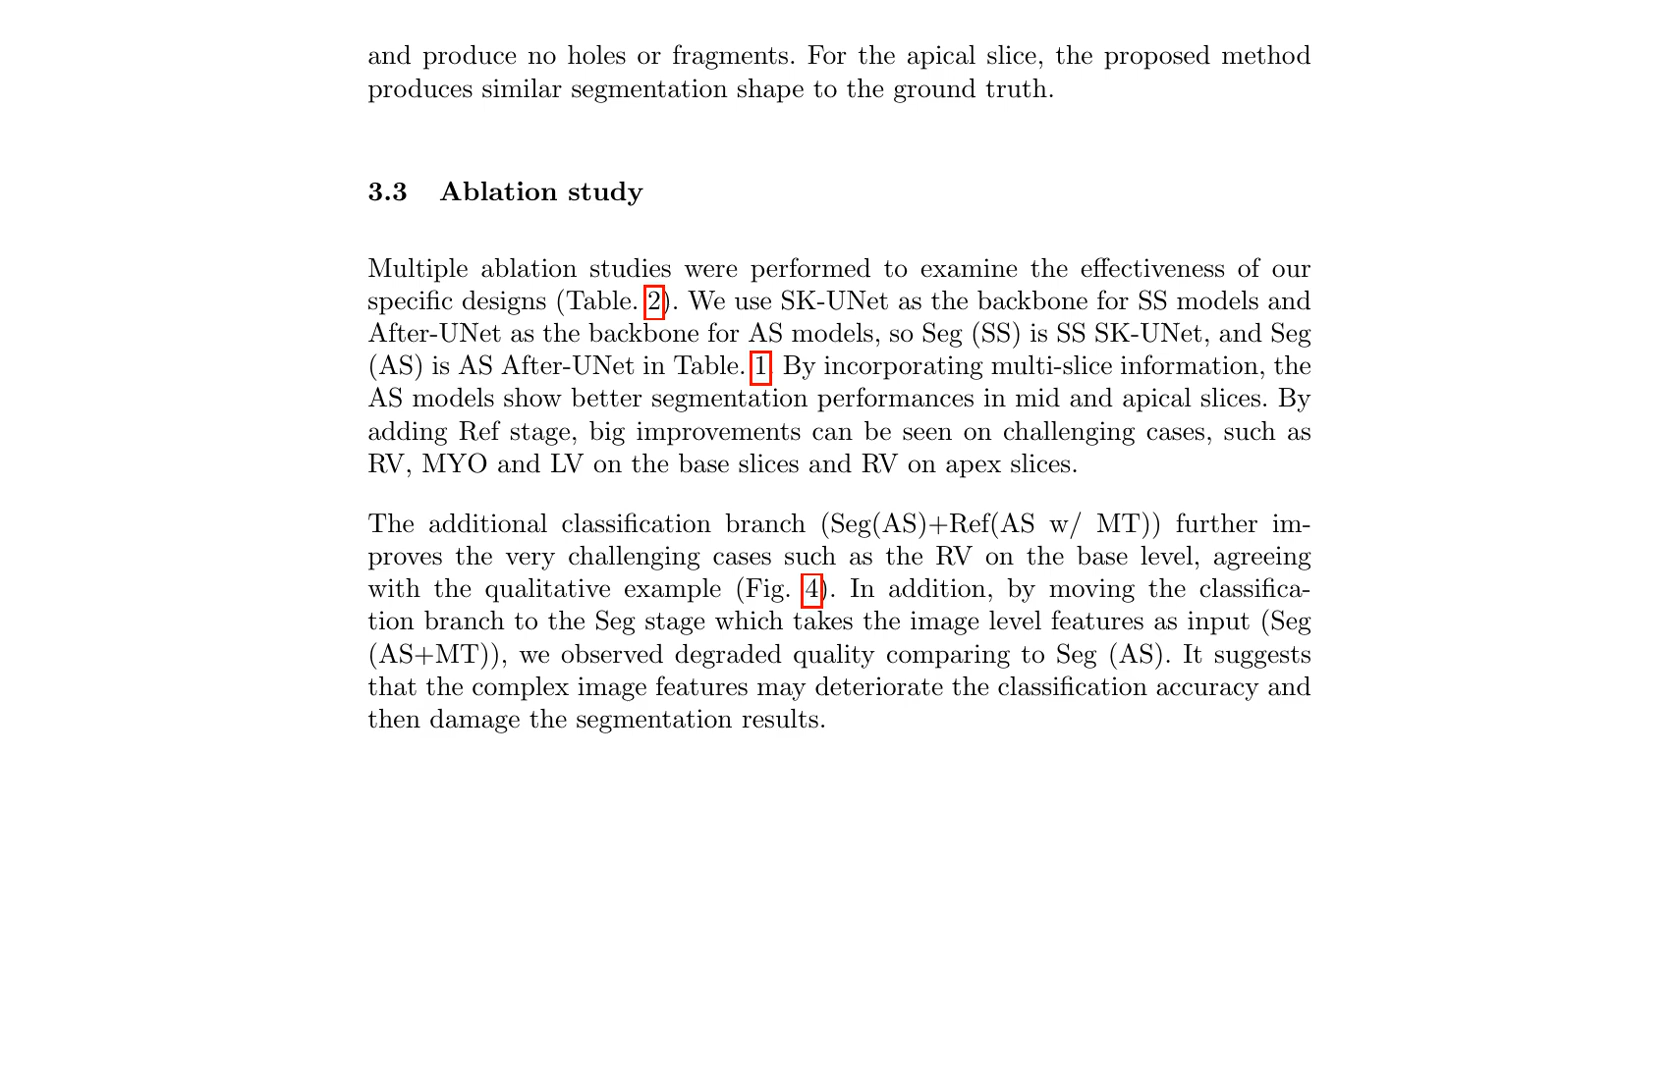 and produce no holes or fragments. For the apical slice, the proposed method
produces similar segmentation shape to the ground truth.
3.3 Ablation study
Multiple ablation studies were performed to examine the effectiveness of our
specific designs (Table. 2). We use SK-UNet as the backbone for SS models and
After-UNet as the backbone for AS models, so Seg (SS) is SS SK-UNet, and Seg
(AS) is AS After-UNet in Table. 1. By incorporating multi-slice information, the
AS models show better segmentation performances in mid and apical slices. By
adding Ref stage, big improvements can be seen on challenging cases, such as
RV, MYO and LV on the base slices and RV on apex slices.
The additional classification branch (Seg(AS)+Ref(AS w/ MT)) further im-
proves the very challenging cases such as the RV on the base level, agreeing
with the qualitative example (Fig. 4). In addition, by moving the classifica-
tion branch to the Seg stage which takes the image level features as input (Seg
(AS+MT)), we observed degraded quality comparing to Seg (AS). It suggests
that the complex image features may deteriorate the classification accuracy and
then damage the segmentation results.